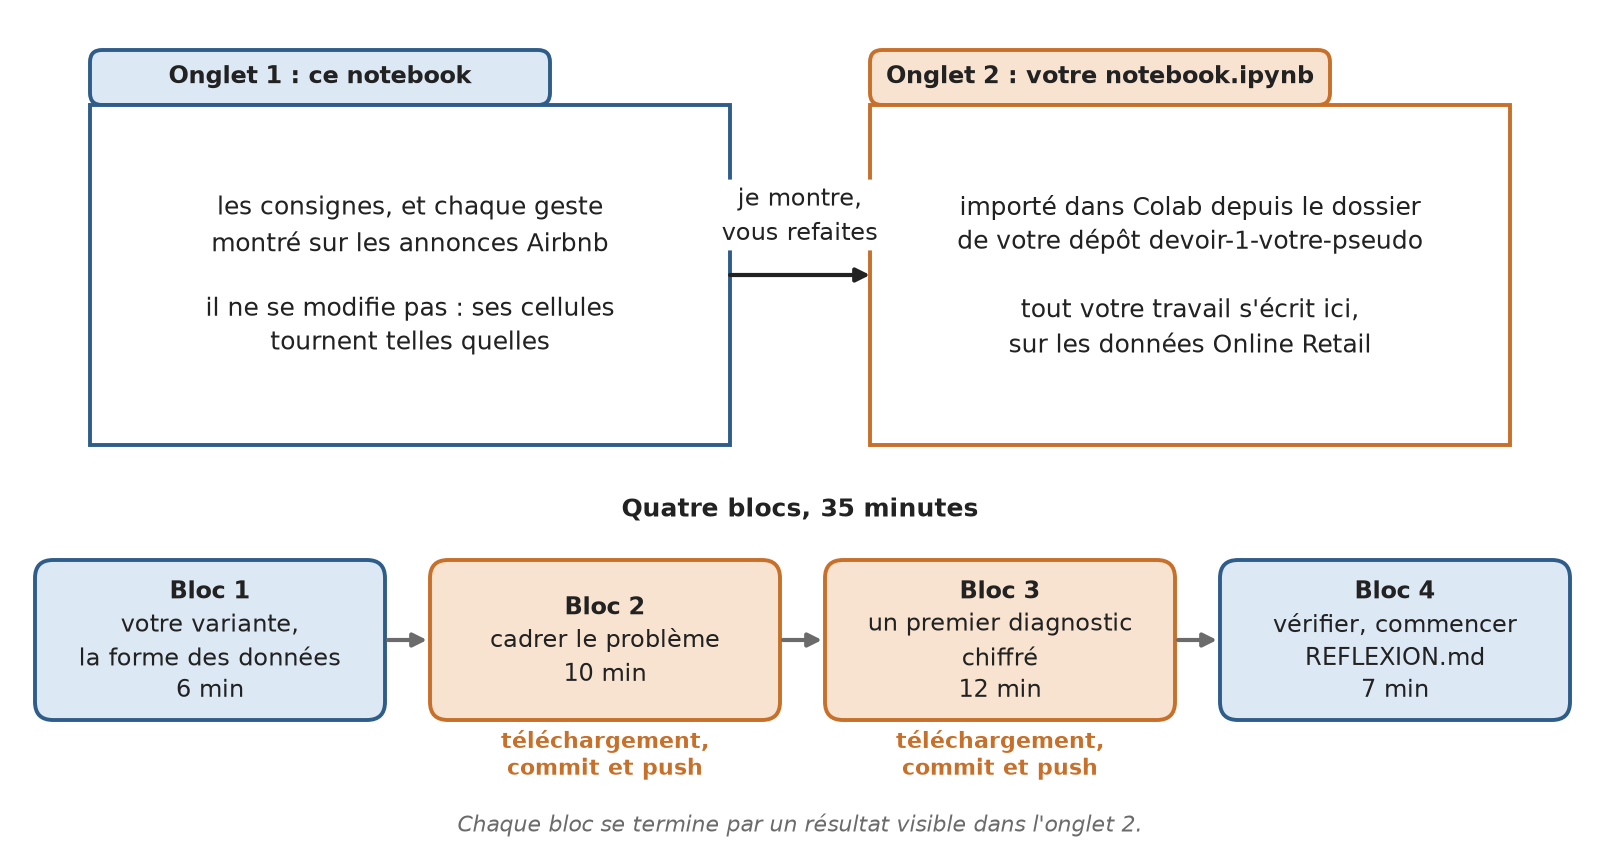 Onglet 1 : ce notebook
les consignes, et chaque geste
montré sur les annonces Airbnb
il ne se modifie pas : ses cellules
tournent telles quelles
je montre,
vous refaites
Onglet 2 : votre notebook.ipynb
importé dans Colab depuis le dossier
de votre dépôt devoir-1-votre-pseudo
tout votre travail s'écrit ici,
sur les données Online Retail
Quatre blocs, 35 minutes
Bloc 1
votre variante,
la forme des données
6 min
Bloc 2
cadrer le problème
10 min
téléchargement,
commit et push
Bloc 3
un premier diagnostic
chiffré
12 min
téléchargement,
commit et push
Bloc 4
vérifier, commencer
REFLEXION.md
7 min
Chaque bloc se termine par un résultat visible dans l'onglet 2.